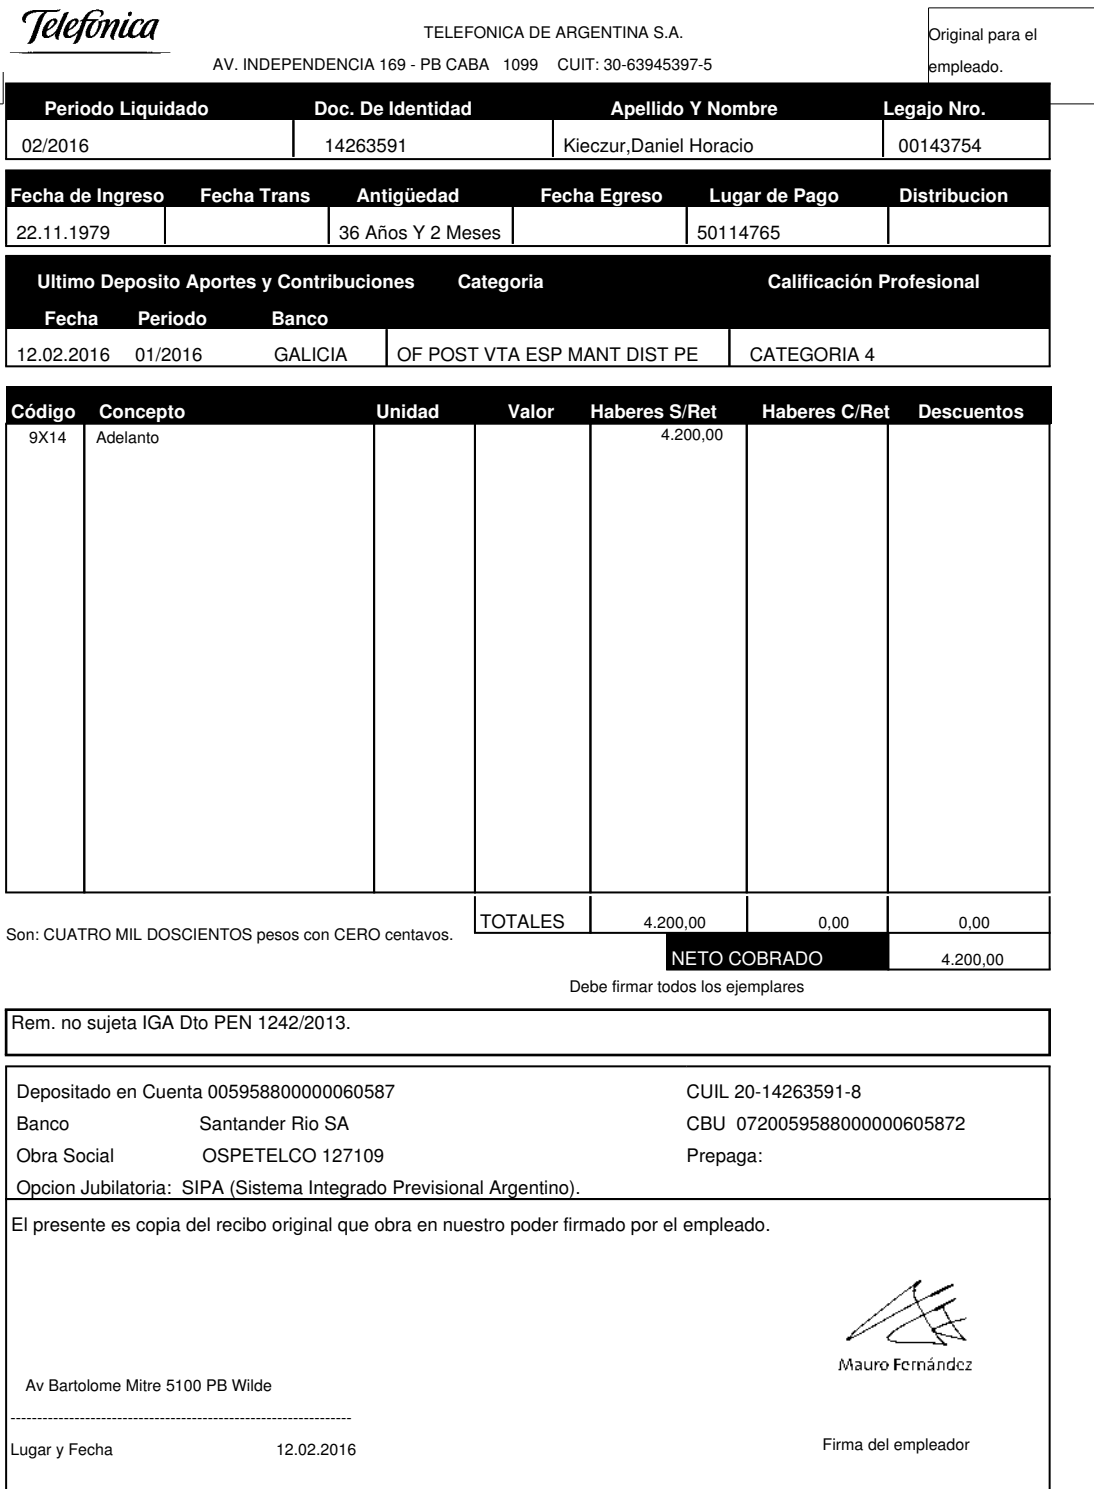 Telefónica
TELEFONICA DE ARGENTINA S.A.
AV. INDEPENDENCIA 169 - PB CABA 1099 CUIT: 30-63945397-5
Original para el
empleado.
Periodo Liquidado Doc. De Identidad Apellido Y Nombre Legajo Nro.
02/2016 14263591 Kieczur,Daniel Horacio 00143754
Fecha de Ingreso Fecha Trans Antigüedad Fecha Egreso Lugar de Pago Distribucion
22.11.1979 36 Años Y 2 Meses 50114765
Ultimo Deposito Aportes y Contribuciones Categoria Calificación Profesional
Fecha Periodo Banco
12.02.2016 01/2016 GALICIA OF POST VTA ESP MANT DIST PE CATEGORIA 4
Código Concepto Unidad Valor Haberes S/Ret Haberes C/Ret Descuentos
9X14 Adelanto 4.200,00
TOTALES 4.200,00 0,00 0,00
Son: CUATRO MIL DOSCIENTOS pesos con CERO centavos.
NETO COBRADO 4.200,00
Debe firmar todos los ejemplares
Rem. no sujeta IGA Dto PEN 1242/2013.
Depositado en Cuenta 005958800000060587 CUIL 20-14263591-8
Banco Santander Rio SA CBU 0720059588000000605872
Obra Social OSPETELCO 127109 Prepaga:
Opcion Jubilatoria: SIPA (Sistema Integrado Previsional Argentino).
El presente es copia del recibo original que obra en nuestro poder firmado por el empleado.
Mauro Fernández
Av Bartolome Mitre 5100 PB Wilde
-----------------------------------------------------------------
Lugar y Fecha 12.02.2016 Firma del empleador